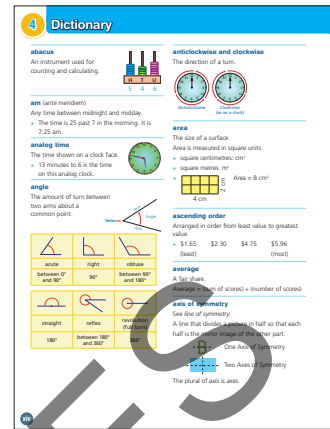 4 Dictionary
abacus
An instrument used for
counting and calculating.
H T U
5 4 6
am (ante meridiem)
Any time between midnight and midday.
• The time is 25 past 7 in the morning. It is
7:25 am.
analog time
The time shown on a clock face.
• 13 minutes to 6 is the time
on this analog clock.
angle
The amount of turn between
two arms about a
common point.
Angle
acute right obtuse
between 0° and 90° 90° between 90° and 180°
straight reflex revolution (full turn)
180° between 180° and 360° 360°
anticlockwise and clockwise
The direction of a turn.
Anticlockwise Clockwise
(as on a clock)
area
The size of a surface.
Area is measured in square units.
• square centimetres: cm²
• square metres: m²
2 cm
Area = 8 cm²
4 cm
ascending order
Arranged in order from least value to greatest
value.
• $1.65 $2.30 $4.75 $5.96
(least) (most)
average
A fair share.
Average = (sum of scores) ÷ (number of scores)
axis of symmetry
See line of symmetry.
A line that divides a picture in half so that each
half is the mirror image of the other part.
B One Axis of Symmetry
Two Axes of Symmetry
The plural of axis is axes.
xiv